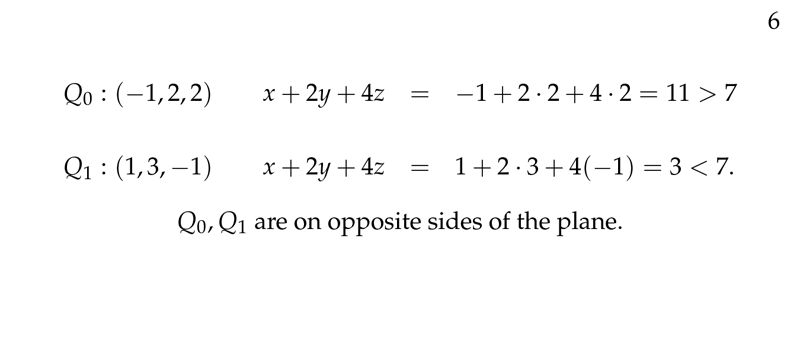 6
Q₀ : (−1, 2, 2) x + 2y + 4z = −1 + 2 · 2 + 4 · 2 = 11 > 7
Q₁ : (1, 3, −1) x + 2y + 4z = 1 + 2 · 3 + 4(−1) = 3 < 7.
Q₀, Q₁ are on opposite sides of the plane.